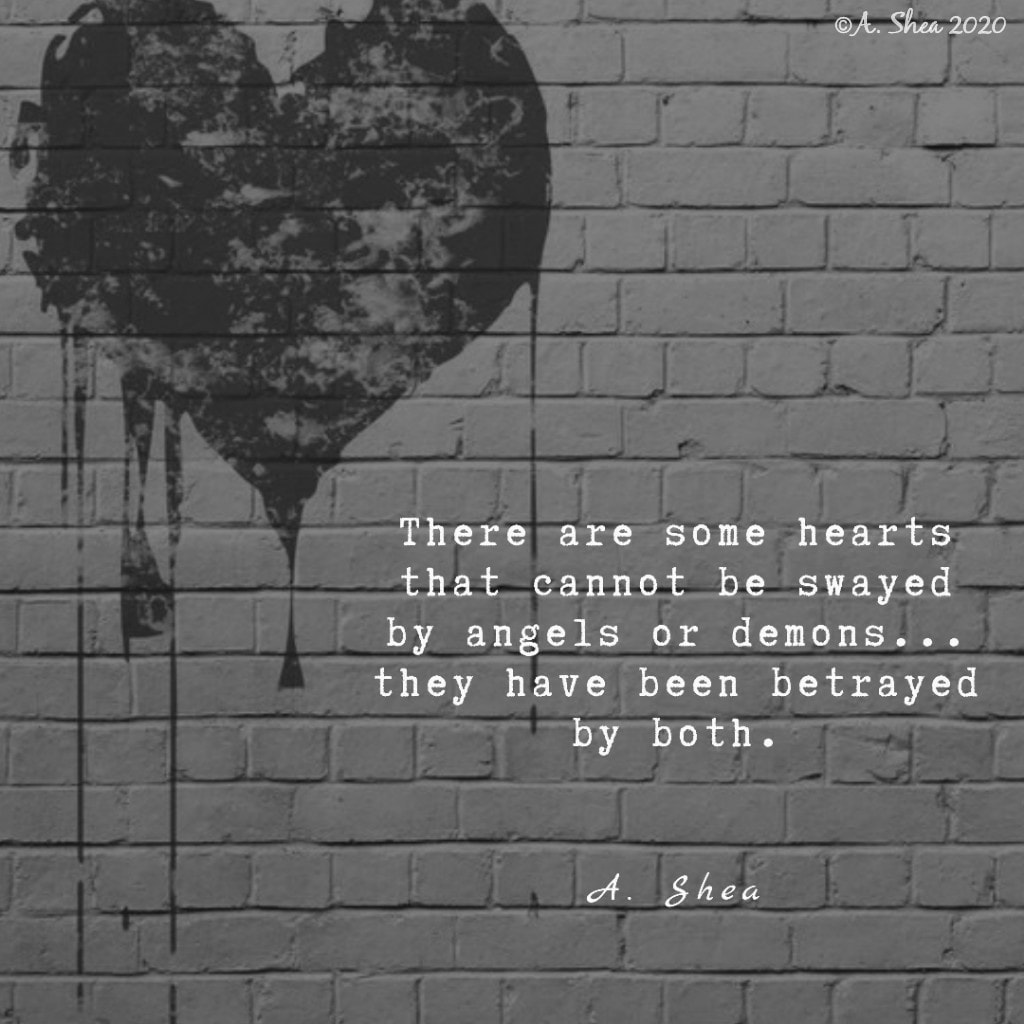 ©A. Shea 2020
There are some hearts
that cannot be swayed
by angels or demons...
they have been betrayed
by both.
A. Shea